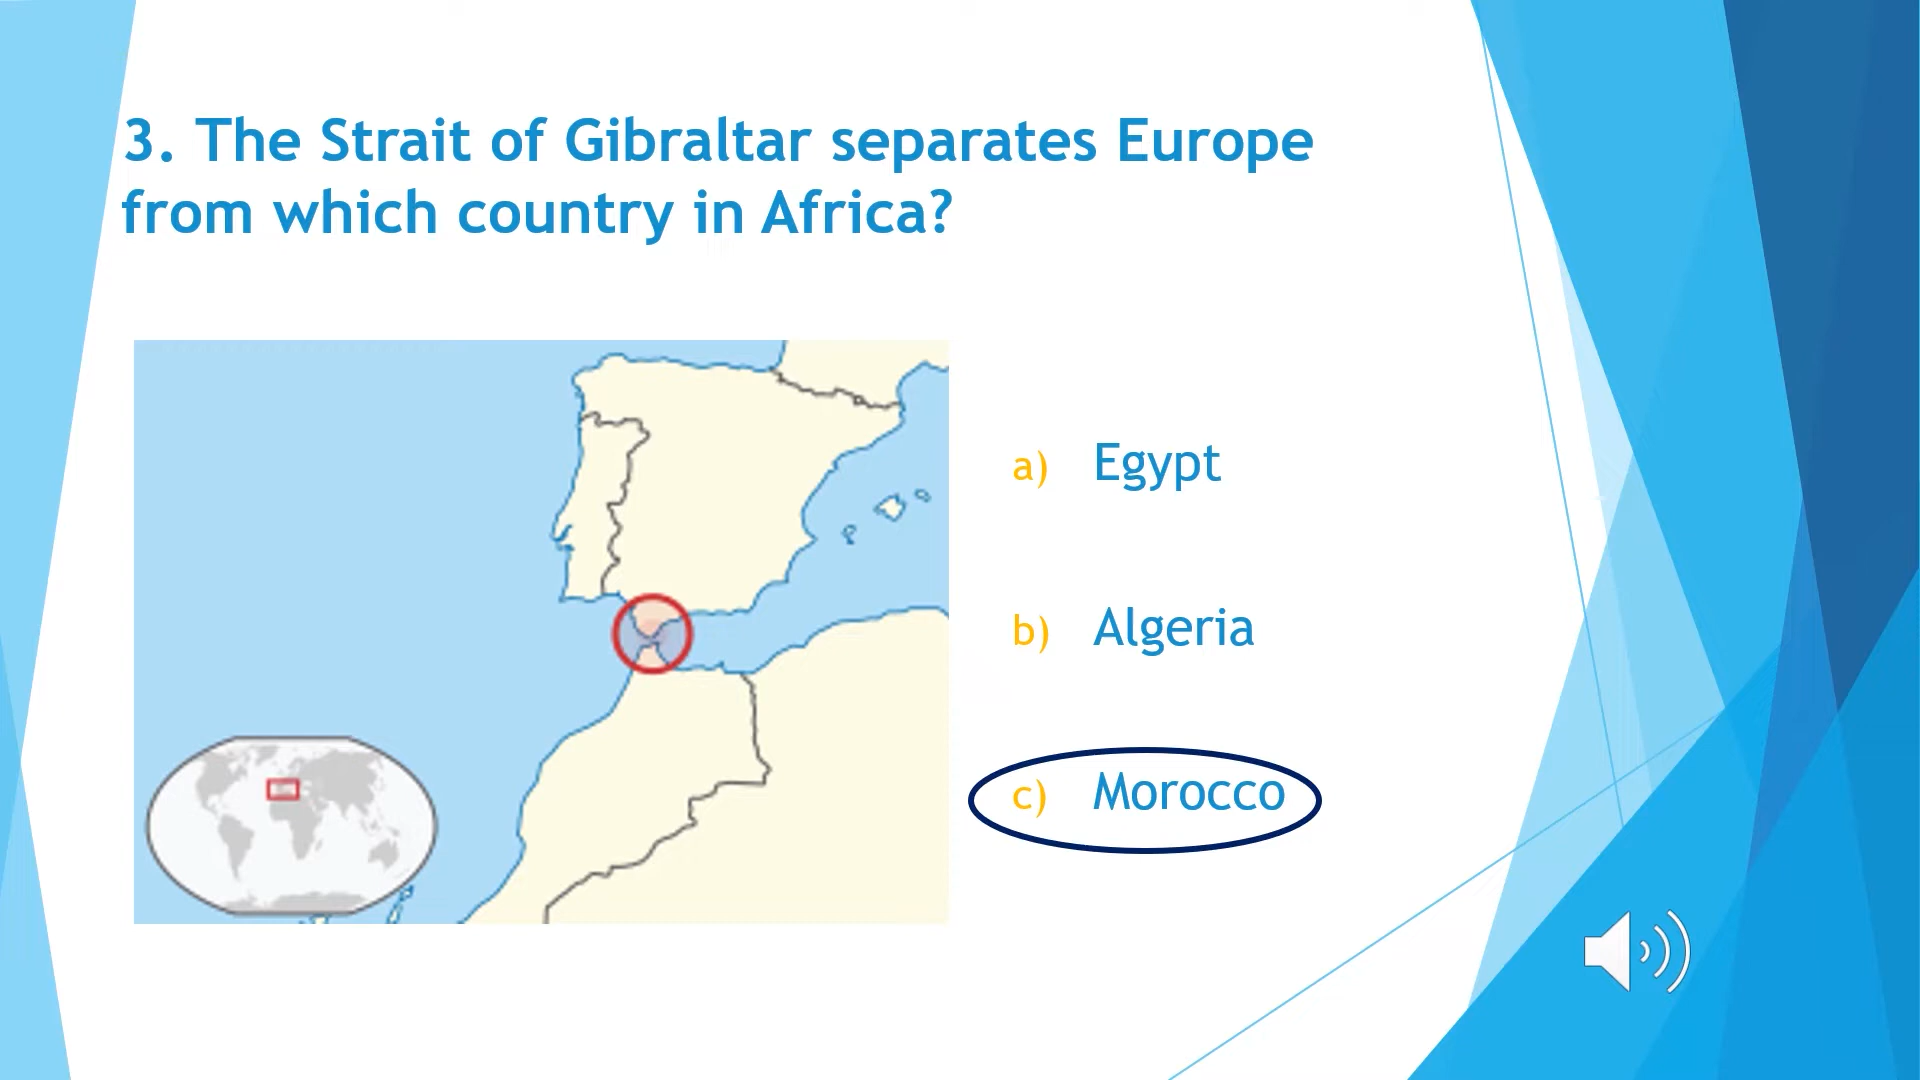 3. The Strait of Gibraltar separates Europe
from which country in Africa?
a) Egypt
b) Algeria
c) Morocco